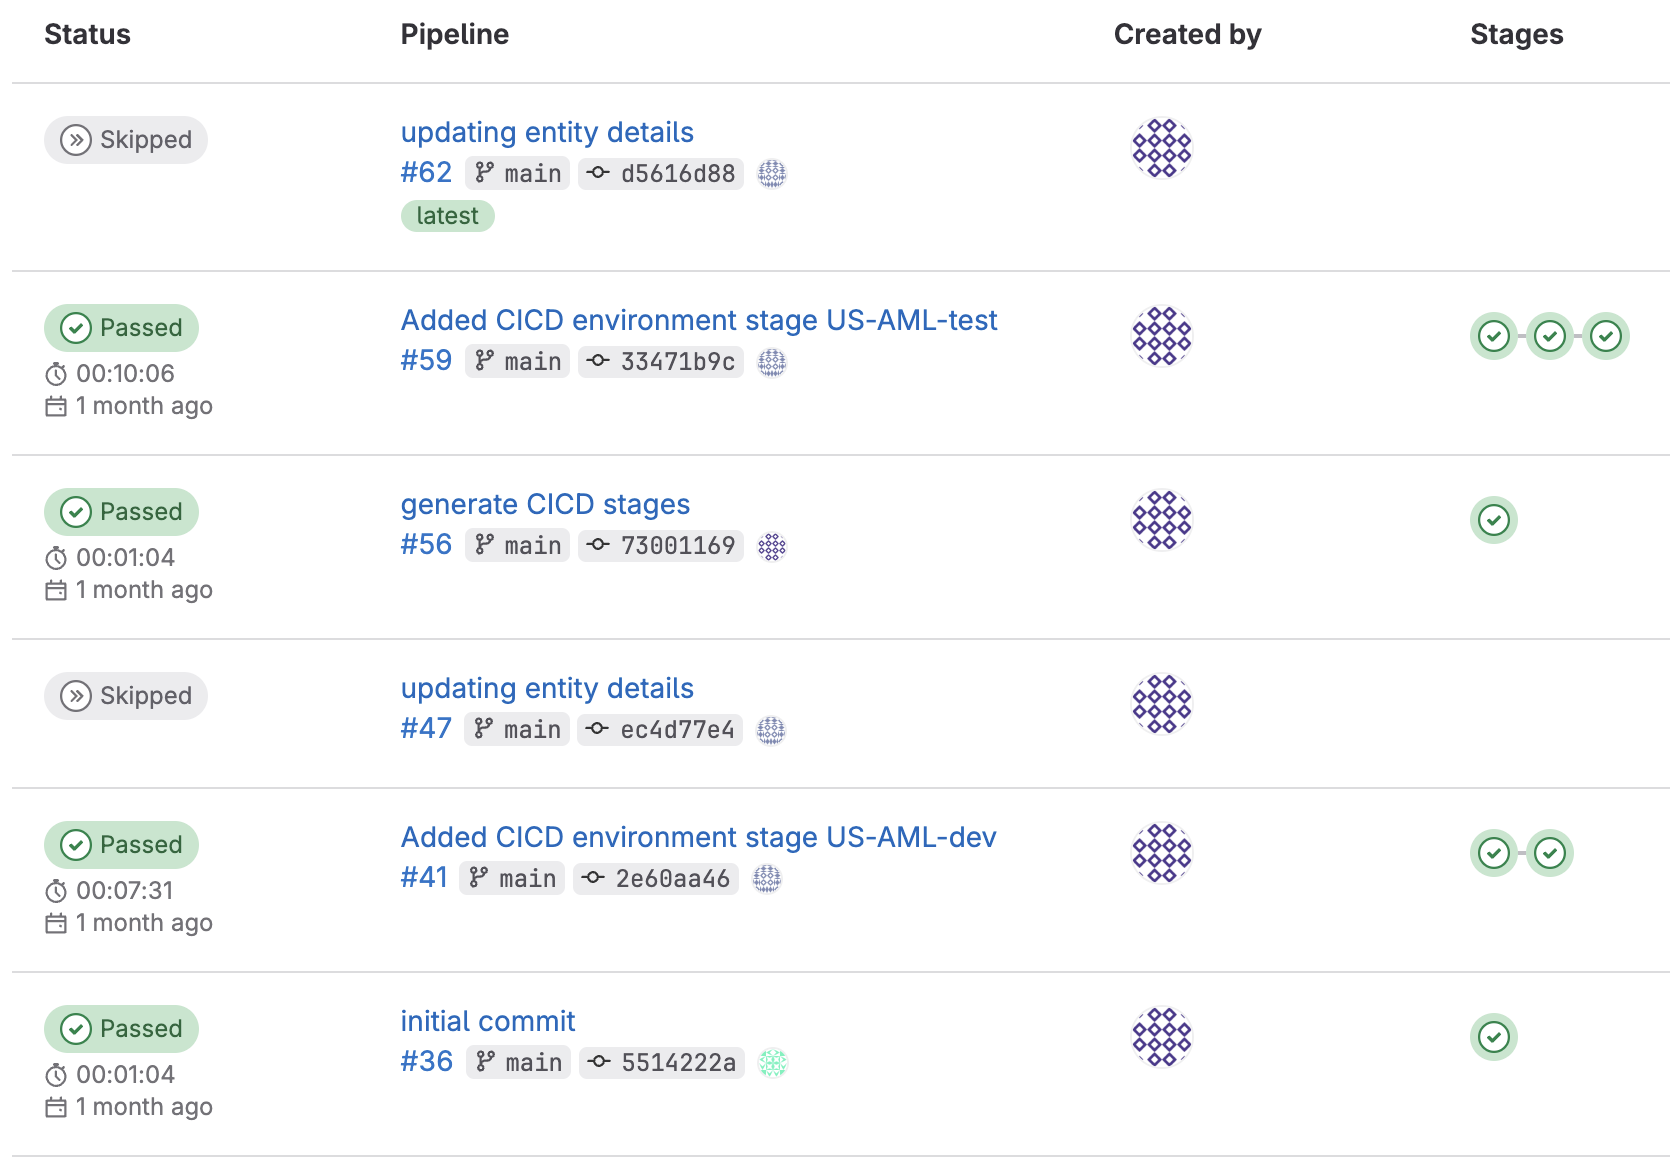 Status Pipeline Created by Stages
Skipped
updating entity details
#62 main d5616d88
latest
Passed
00:10:06
1 month ago
Added CICD environment stage US-AML-test
#59 main 33471b9c
Passed
00:01:04
1 month ago
generate CICD stages
#56 main 73001169
Skipped
updating entity details
#47 main ec4d77e4
Passed
00:07:31
1 month ago
Added CICD environment stage US-AML-dev
#41 main 2e60aa46
Passed
00:01:04
1 month ago
initial commit
#36 main 5514222a